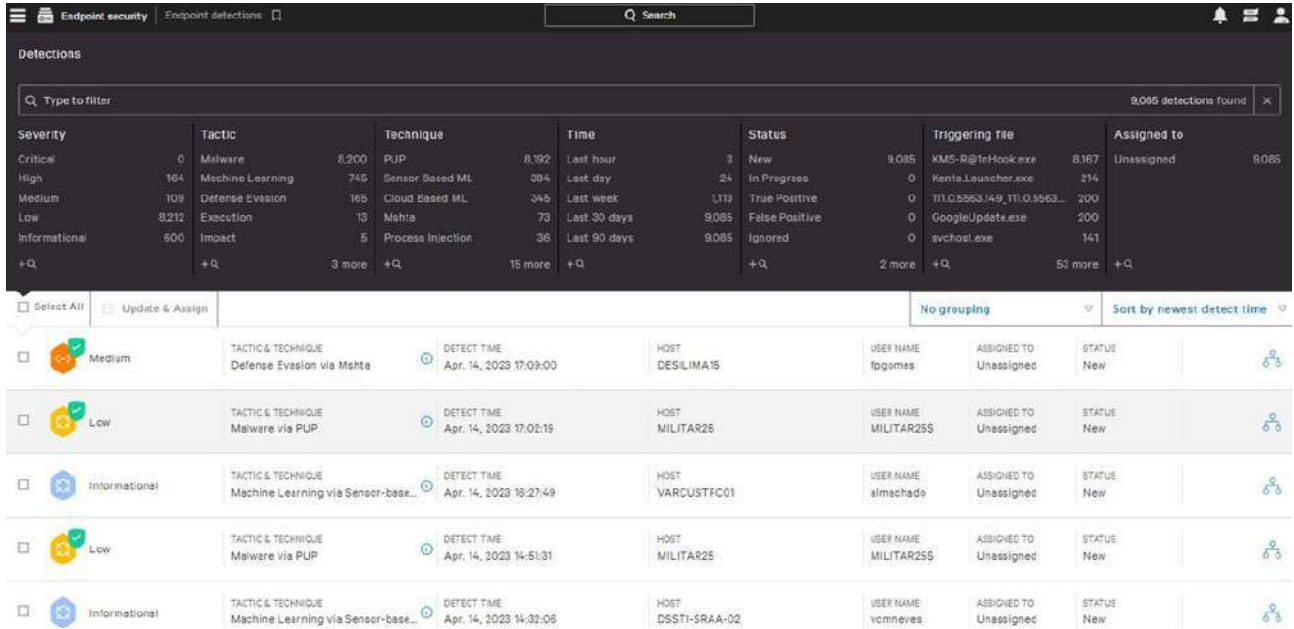 Endpoint security Endpoint detections
Search
Detections
Type to filter 9,085 detections found
Severity Tactic Technique Time Status Triggering file Assigned to
Critical 0 Malware 8,200 PUP 8,192 Last hour 3 New 9,085 KMS-R@1nHook.exe 8,167 Unassigned 9,085
High 164 Machine Learning 745 Sensor Based ML 384 Last day 24 In Progress 0 Kenta.Launcher.exe 214
Medium 109 Defense Evasion 165 Cloud Based ML 345 Last week 1,113 True Positive 0 111.0.5563.149_111.0.5563... 200
Low 8,212 Execution 13 Mshta 73 Last 30 days 9,085 False Positive 0 GoogleUpdate.exe 200
Informational 600 Impact 5 Process Injection 36 Last 90 days 9,085 Ignored 0 svchost.exe 141
3 more 15 more 2 more 53 more
Select All Update & Assign No grouping Sort by newest detect time
TACTIC & TECHNIQUE DETECT TIME HOST USER NAME ASSIGNED TO STATUS
Medium Defense Evasion via Mshta Apr. 14, 2023 17:09:00 DESILIMA15 fpgomes Unassigned New
TACTIC & TECHNIQUE DETECT TIME HOST USER NAME ASSIGNED TO STATUS
Low Malware via PUP Apr. 14, 2023 17:02:19 MILITAR25 MILITAR25$ Unassigned New
TACTIC & TECHNIQUE DETECT TIME HOST USER NAME ASSIGNED TO STATUS
Informational Machine Learning via Sensor-base... Apr. 14, 2023 16:27:49 VARCUSTFC01 almachado Unassigned New
TACTIC & TECHNIQUE DETECT TIME HOST USER NAME ASSIGNED TO STATUS
Low Malware via PUP Apr. 14, 2023 14:51:31 MILITAR25 MILITAR25$ Unassigned New
TACTIC & TECHNIQUE DETECT TIME HOST USER NAME ASSIGNED TO STATUS
Informational Machine Learning via Sensor-base... Apr. 14, 2023 14:32:06 DSSTI-SRAA-02 vcmneves Unassigned New